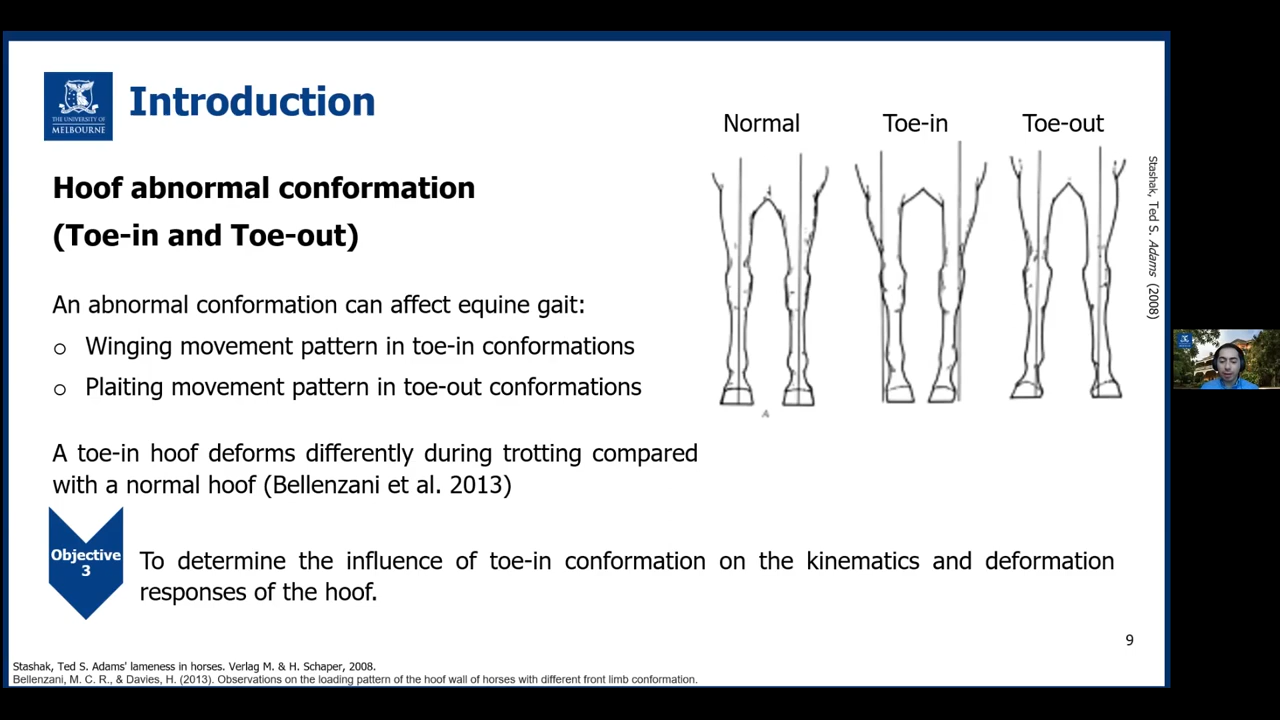 THE UNIVERSITY OF
MELBOURNE
Introduction
Hoof abnormal conformation
(Toe-in and Toe-out)
An abnormal conformation can affect equine gait:
o Winging movement pattern in toe-in conformations
o Plaiting movement pattern in toe-out conformations
A toe-in hoof deforms differently during trotting compared
with a normal hoof (Bellenzani et al. 2013)
Normal
Toe-in
Toe-out
A
Stashak, Ted S. Adams (2008)
Objective
3
To determine the influence of toe-in conformation on the kinematics and deformation
responses of the hoof.
9
Stashak, Ted S. Adams' lameness in horses. Verlag M. & H. Schaper, 2008.
Bellenzani, M. C. R., & Davies, H. (2013). Observations on the loading pattern of the hoof wall of horses with different front limb conformation.